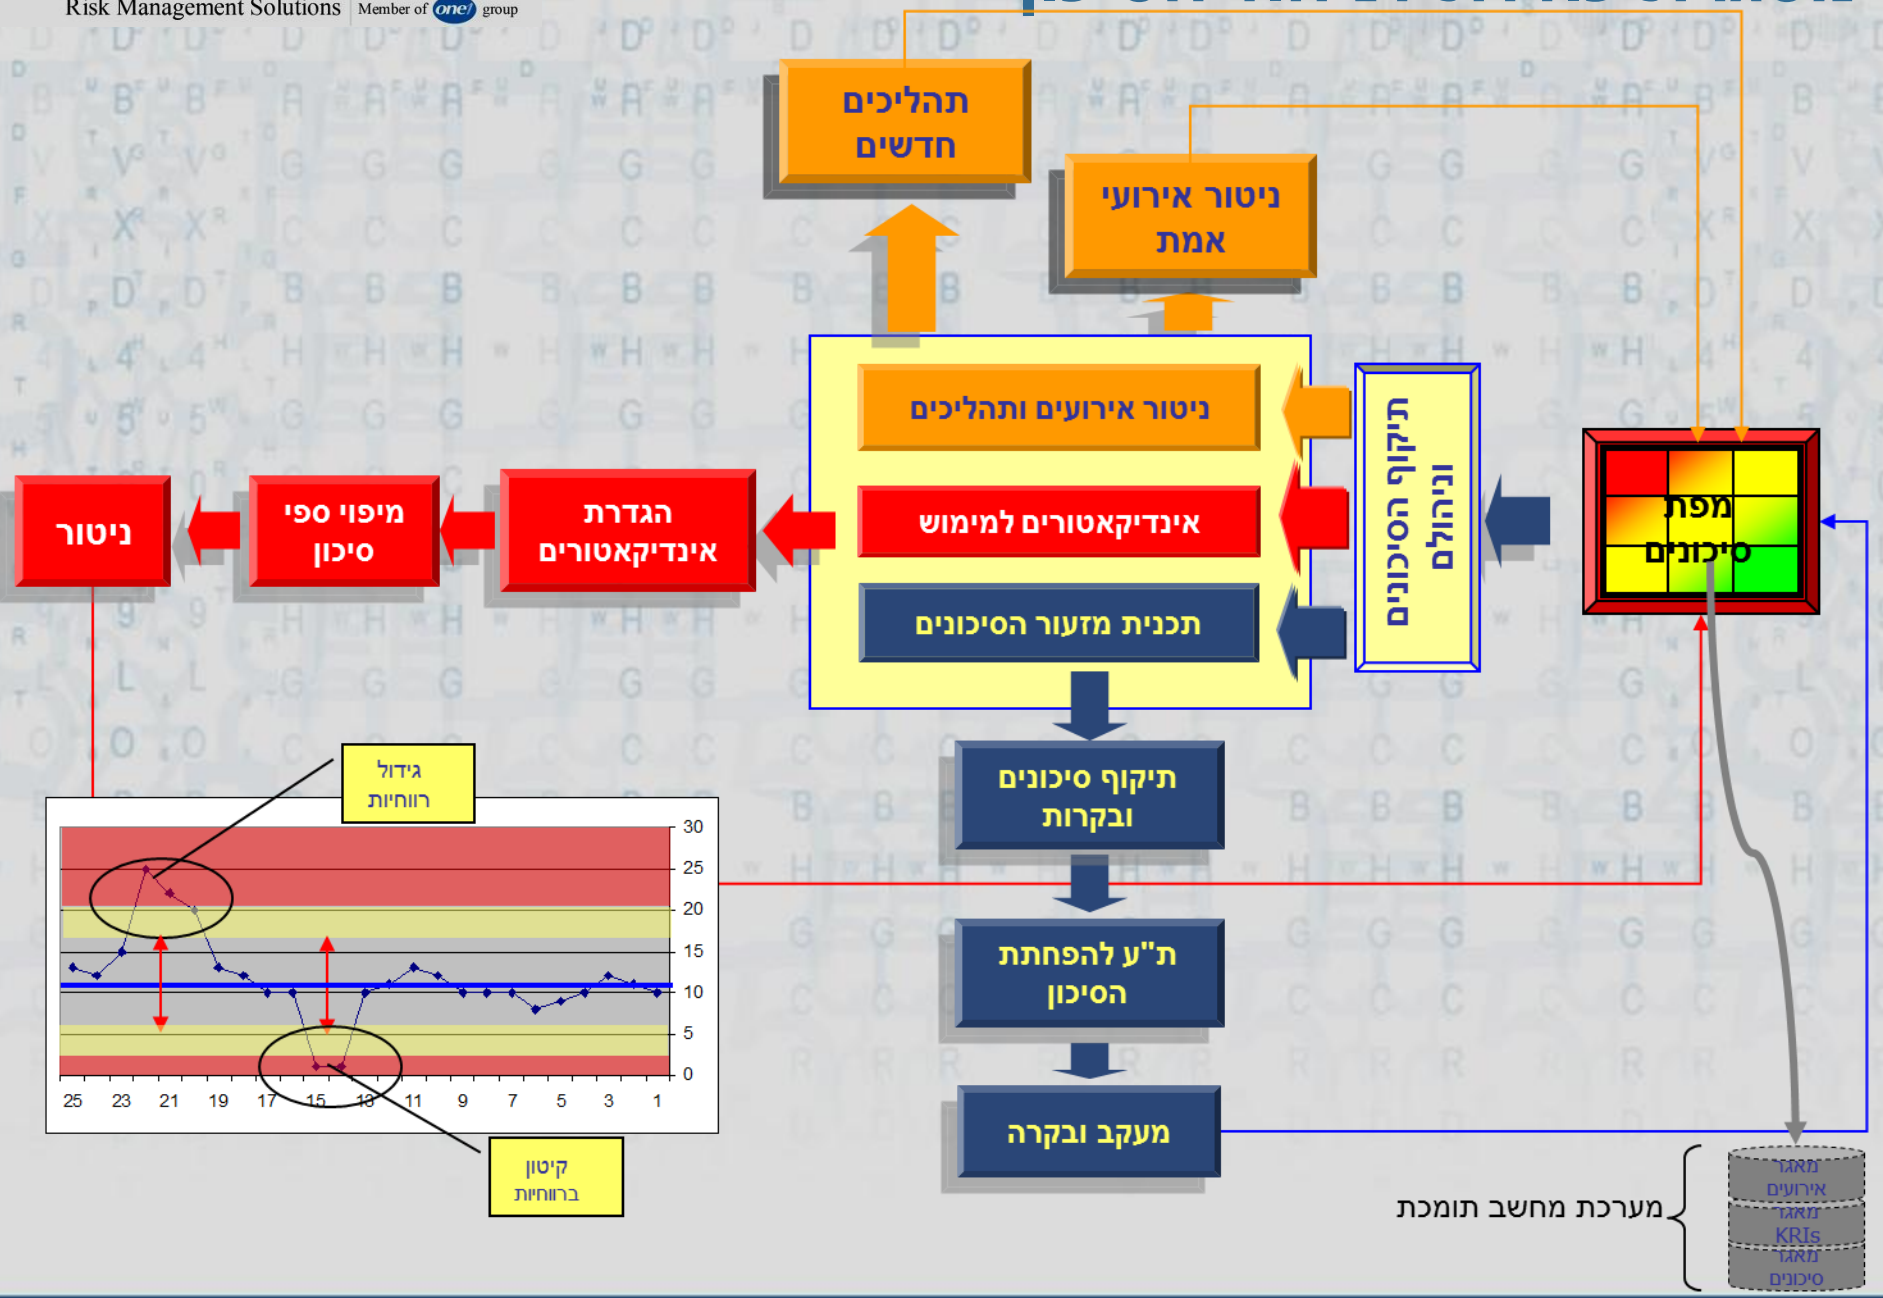 Risk Management Solutions
Member of one1 group
תהליכים
חדשים
ניטור אירועי
אמת
ניטור אירועים ותהליכים
אינדיקאטורים למימוש
תכנית מזעור הסיכונים
תיקוף הסיכונים
וניהולם
מפת
סיכונים
הגדרת
אינדיקאטורים
מיפוי ספי
סיכון
ניטור
תיקוף סיכונים
ובקרות
ת"ע להפחתת
הסיכון
מעקב ובקרה
גידול
רווחיות
30
25
20
15
10
5
0
25 23 21 19 17 15 13 11 9 7 5 3 1
קיטון
ברווחיות
מערכת מחשב תומכת
מאגר
אירועים
מאגר
KRIs
מאגר
סיכונים